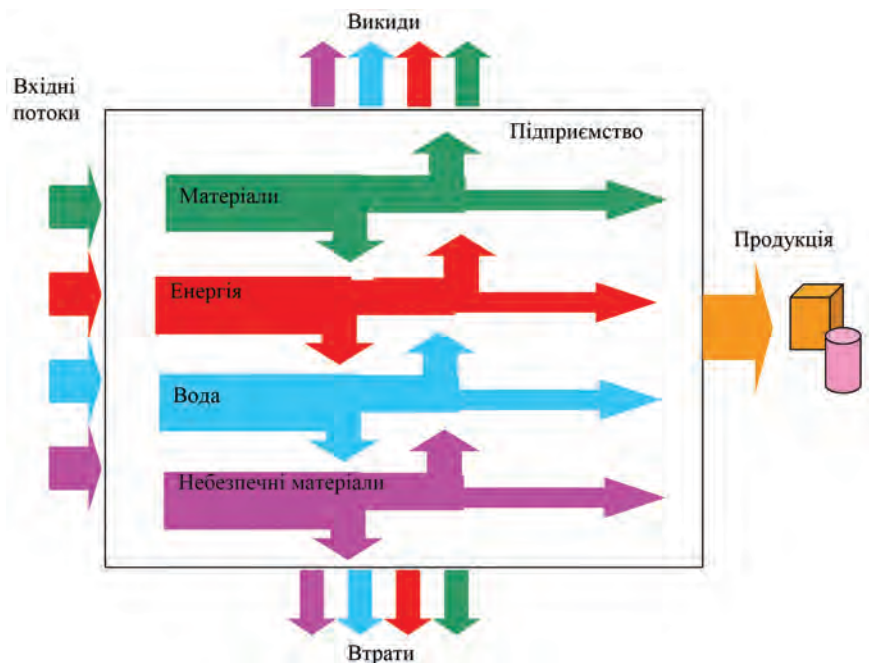 Викиди
Вхідні
потоки
Підприємство
Матеріали
Продукція
Енергія
Вода
Небезпечні матеріали
Втрати